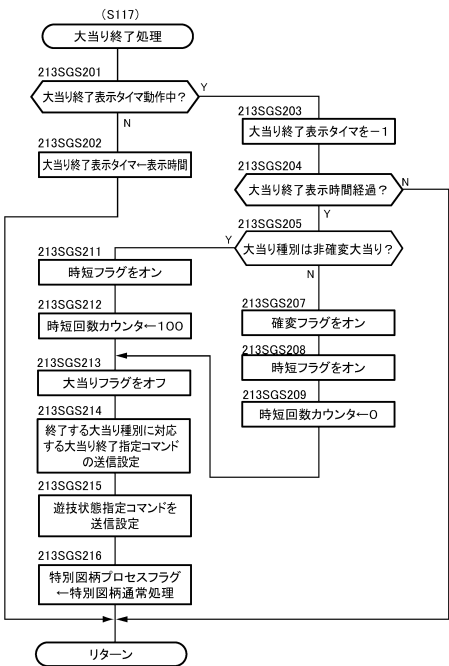 (S117)
大当り終了処理
213SGS201
大当り終了表示タイマ動作中？
Y
N
213SGS202
大当り終了表示タイマ←表示時間
213SGS203
大当り終了表示タイマを－1
213SGS204
大当り終了表示時間経過？
N
Y
213SGS205
大当り種別は非確変大当り？
Y
N
213SGS207
確変フラグをオン
213SGS208
時短フラグをオン
213SGS209
時短回数カウンタ←0
213SGS211
時短フラグをオン
213SGS212
時短回数カウンタ←100
213SGS213
大当りフラグをオフ
213SGS214
終了する大当り種別に対応
する大当り終了指定コマンド
の送信設定
213SGS215
遊技状態指定コマンドを
送信設定
213SGS216
特別図柄プロセスフラグ
←特別図柄通常処理
リターン